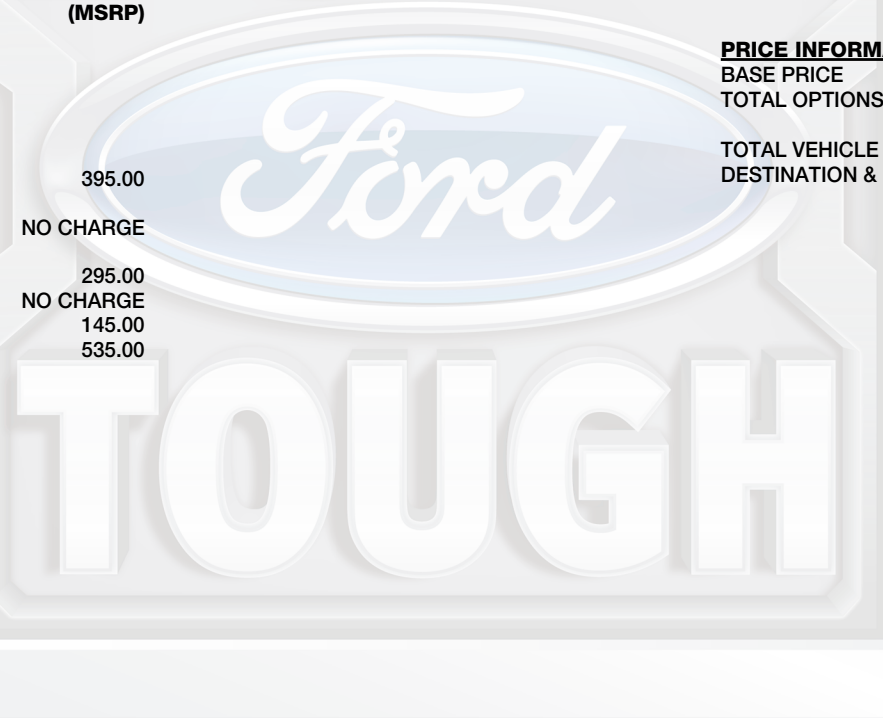 (MSRP)
395.00
NO CHARGE
295.00
NO CHARGE
145.00
535.00
PRICE INFORM
BASE PRICE
TOTAL OPTIONS
TOTAL VEHICLE
DESTINATION &
Ford
TOUGH